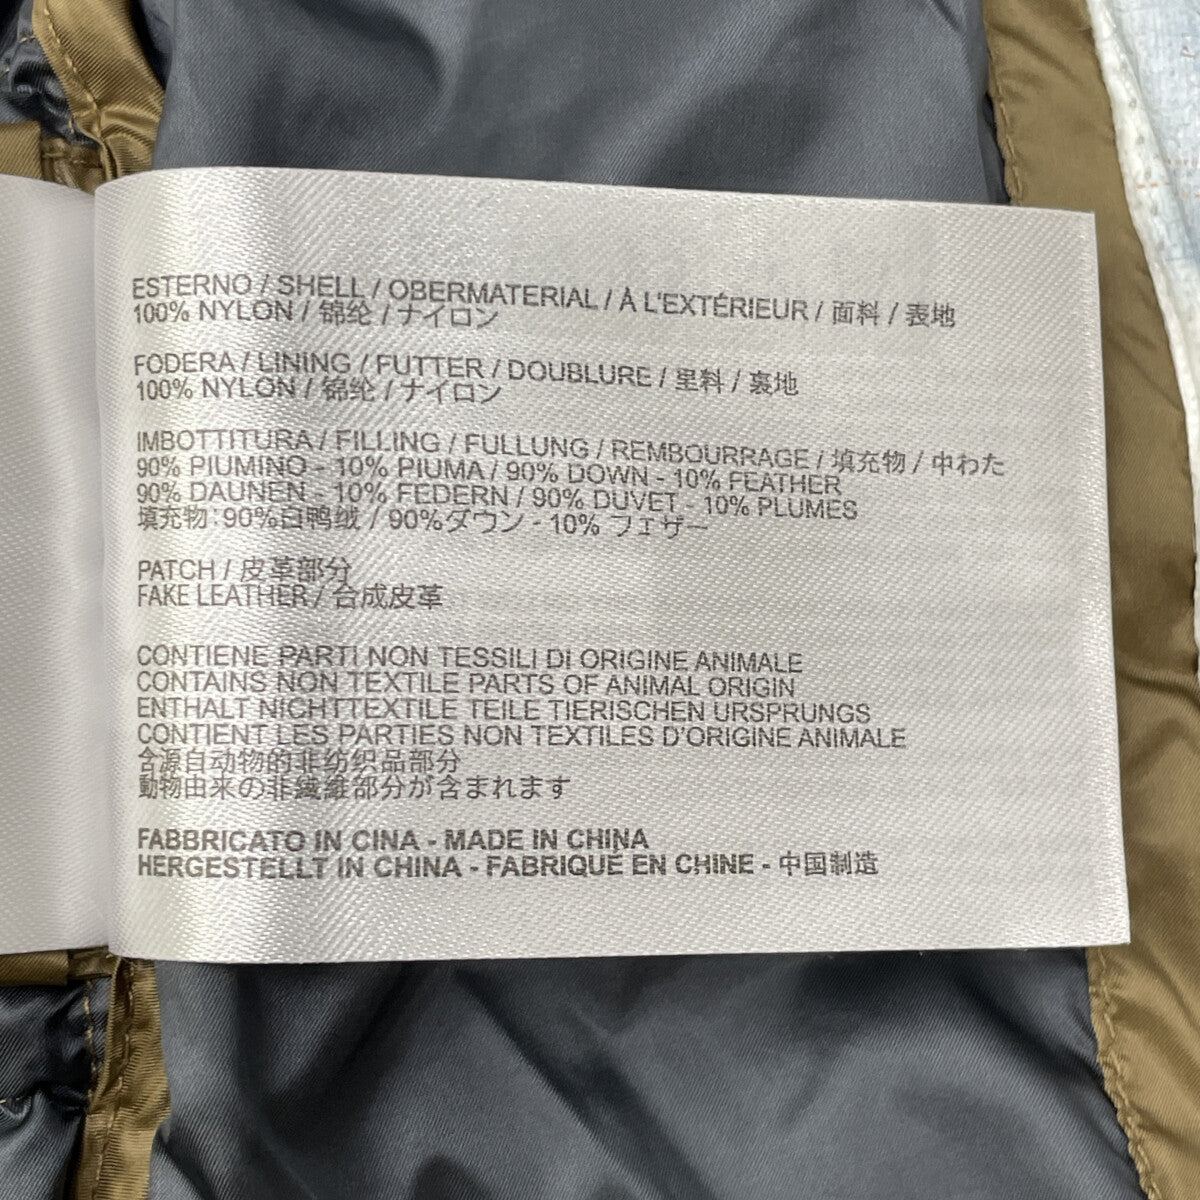 ESTERNO / SHELL / OBERMATERIAL / À L'EXTÉRIEUR / 面料 / 表地
100% NYLON / 锦纶 / ナイロン
FODERA / LINING / FUTTER / DOUBLURE / 里料 / 裏地
100% NYLON / 锦纶 / ナイロン
IMBOTTITURA / FILLING / FULLUNG / REMBOURRAGE / 填充物 / 中わた
90% PIUMINO - 10% PIUMA / 90% DOWN - 10% FEATHER
90% DAUNEN - 10% FEDERN / 90% DUVET - 10% PLUMES
填充物: 90%白鸭绒 / 90%ダウン - 10% フェザー
PATCH / 皮革部分
FAKE LEATHER / 合成皮革
CONTIENE PARTI NON TESSILI DI ORIGINE ANIMALE
CONTAINS NON TEXTILE PARTS OF ANIMAL ORIGIN
ENTHALT NICHTTEXTILE TEILE TIERISCHEN URSPRUNGS
CONTIENT LES PARTIES NON TEXTILES D'ORIGINE ANIMALE
含源自动物的非纺织品部分
動物由来の非繊維部分が含まれます
FABBRICATO IN CINA - MADE IN CHINA
HERGESTELLT IN CHINA - FABRIQUÉ EN CHINE - 中国制造